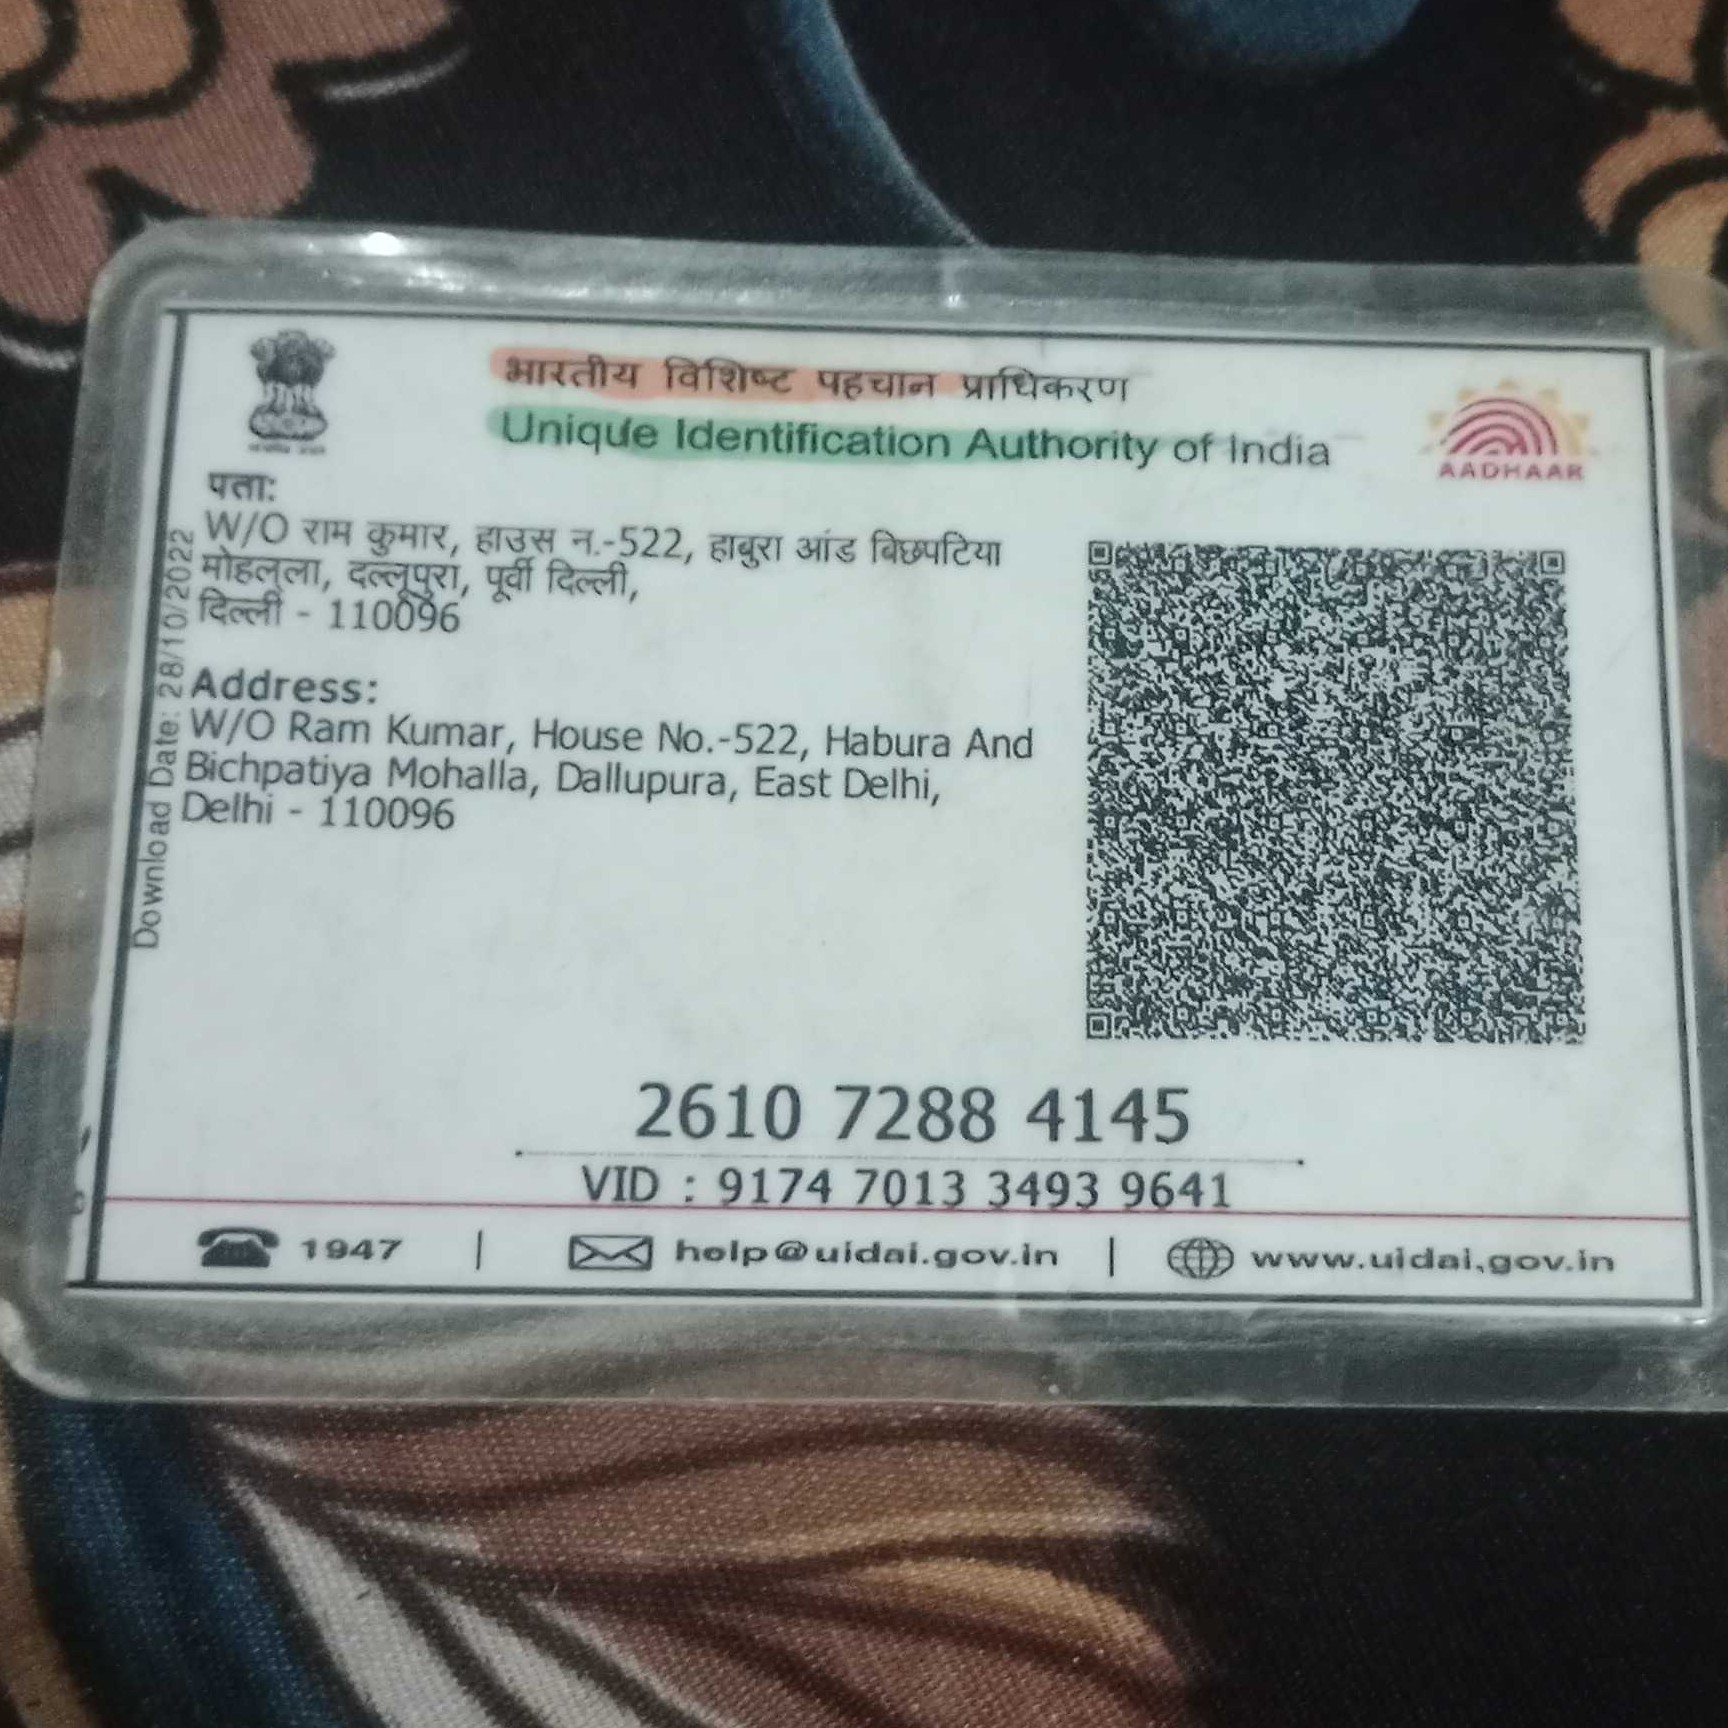 भारतीय विशिष्ट पहचान प्राधिकरण
Unique Identification Authority of India
AADHAAR
पता:
W/O राम कुमार, हाउस न.-522, हाबुरा आंड बिछपटिया
मोहलला, दल्लूपुरा, पूर्वी दिल्ली,
दिल्ली - 110096
Address:
W/O Ram Kumar, House No.-522, Habura And
Bichpatiya Mohalla, Dallupura, East Delhi,
Delhi - 110096
Download Date: 28/10/2022
2610 7288 4145
VID : 9174 7013 3493 9641
1947 | help@uidai.gov.in | www.uidai.gov.in